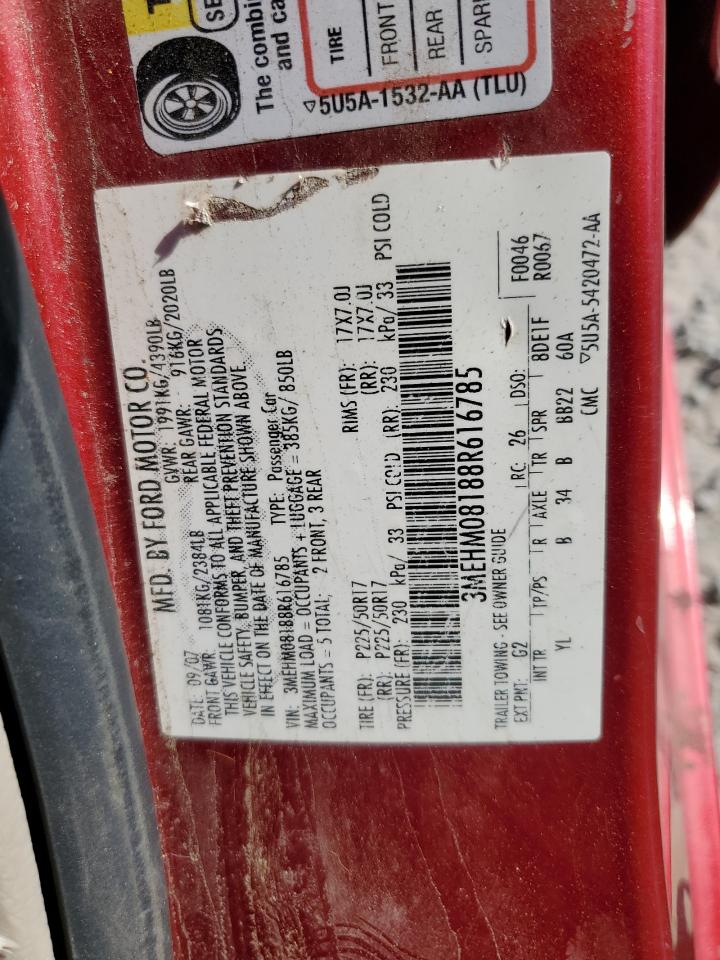 T
SE
The combi
and ca
TIRE
FRONT
REAR
SPAR
▽5U5A-1532-AA (TLU)
MFD. BY FORD MOTOR CO.
DATE: 09/07 GVWR: 1991KG/4390LB
FRONT GAWR: 1081KG/2384LB REAR GAWR: 916KG/2020LB
THIS VEHICLE CONFORMS TO ALL APPLICABLE FEDERAL MOTOR
VEHICLE SAFETY, BUMPER, AND THEFT PREVENTION STANDARDS
IN EFFECT ON THE DATE OF MANUFACTURE SHOWN ABOVE
VIN: 3MEHM08188R616785 TYPE: Passenger Car
MAXIMUM LOAD = OCCUPANTS + LUGGAGE = 385KG/ 850LB
OCCUPANTS = 5 TOTAL; 2 FRONT, 3 REAR
TIRE (FR): P225/50R17 RIMS (FR): 17X7.0J
(RR): P225/50R17 (RR): 17X7.0J
PRESSURE (FR): 230 kPa/ 33 PSI COLD (RR): 230 kPa/ 33 PSI COLD
3MEHM08188R616785
TRAILER TOWING - SEE OWNER GUIDE
EXT PNT: G2 RC: 26 DSO: F0046
R0067
INT TR TP/PS R AXLE TR SPR 8DE1F
YL B 34 B BB22 60A
CMC ▽5U5A-5420472-AA